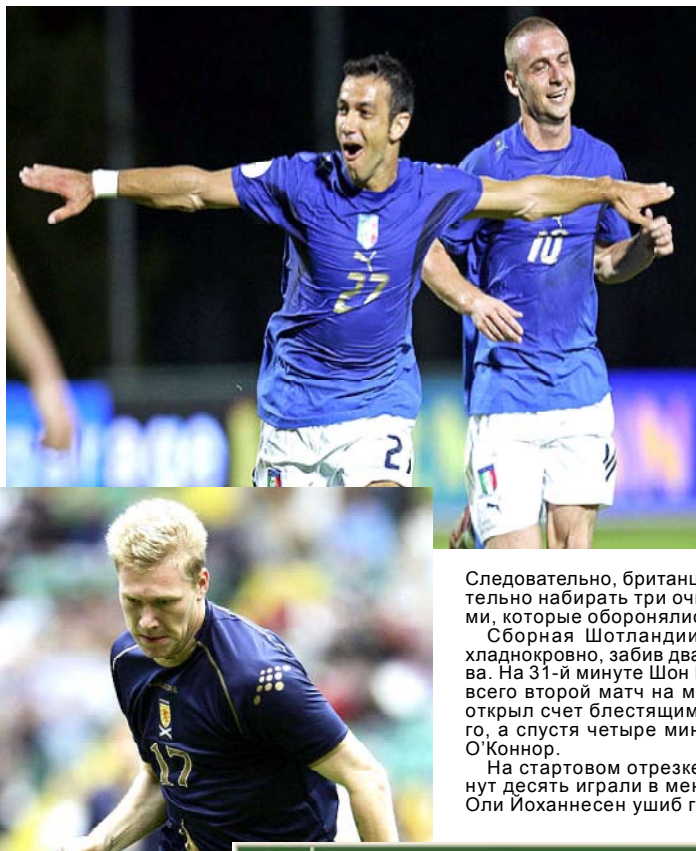 27
10
27
17
Следовательно, британц
тельно набирать три оч
ми, которые оборонялис
Сборная Шотландии
хладнокровно, забив два
ва. На 31-й минуте Шон
всего второй матч на м
открыл счет блестящим
го, а спустя четыре мин
О’Коннор.
На стартовом отрезке
нут десять играли в мен
Оли Йоханнесен ушиб г